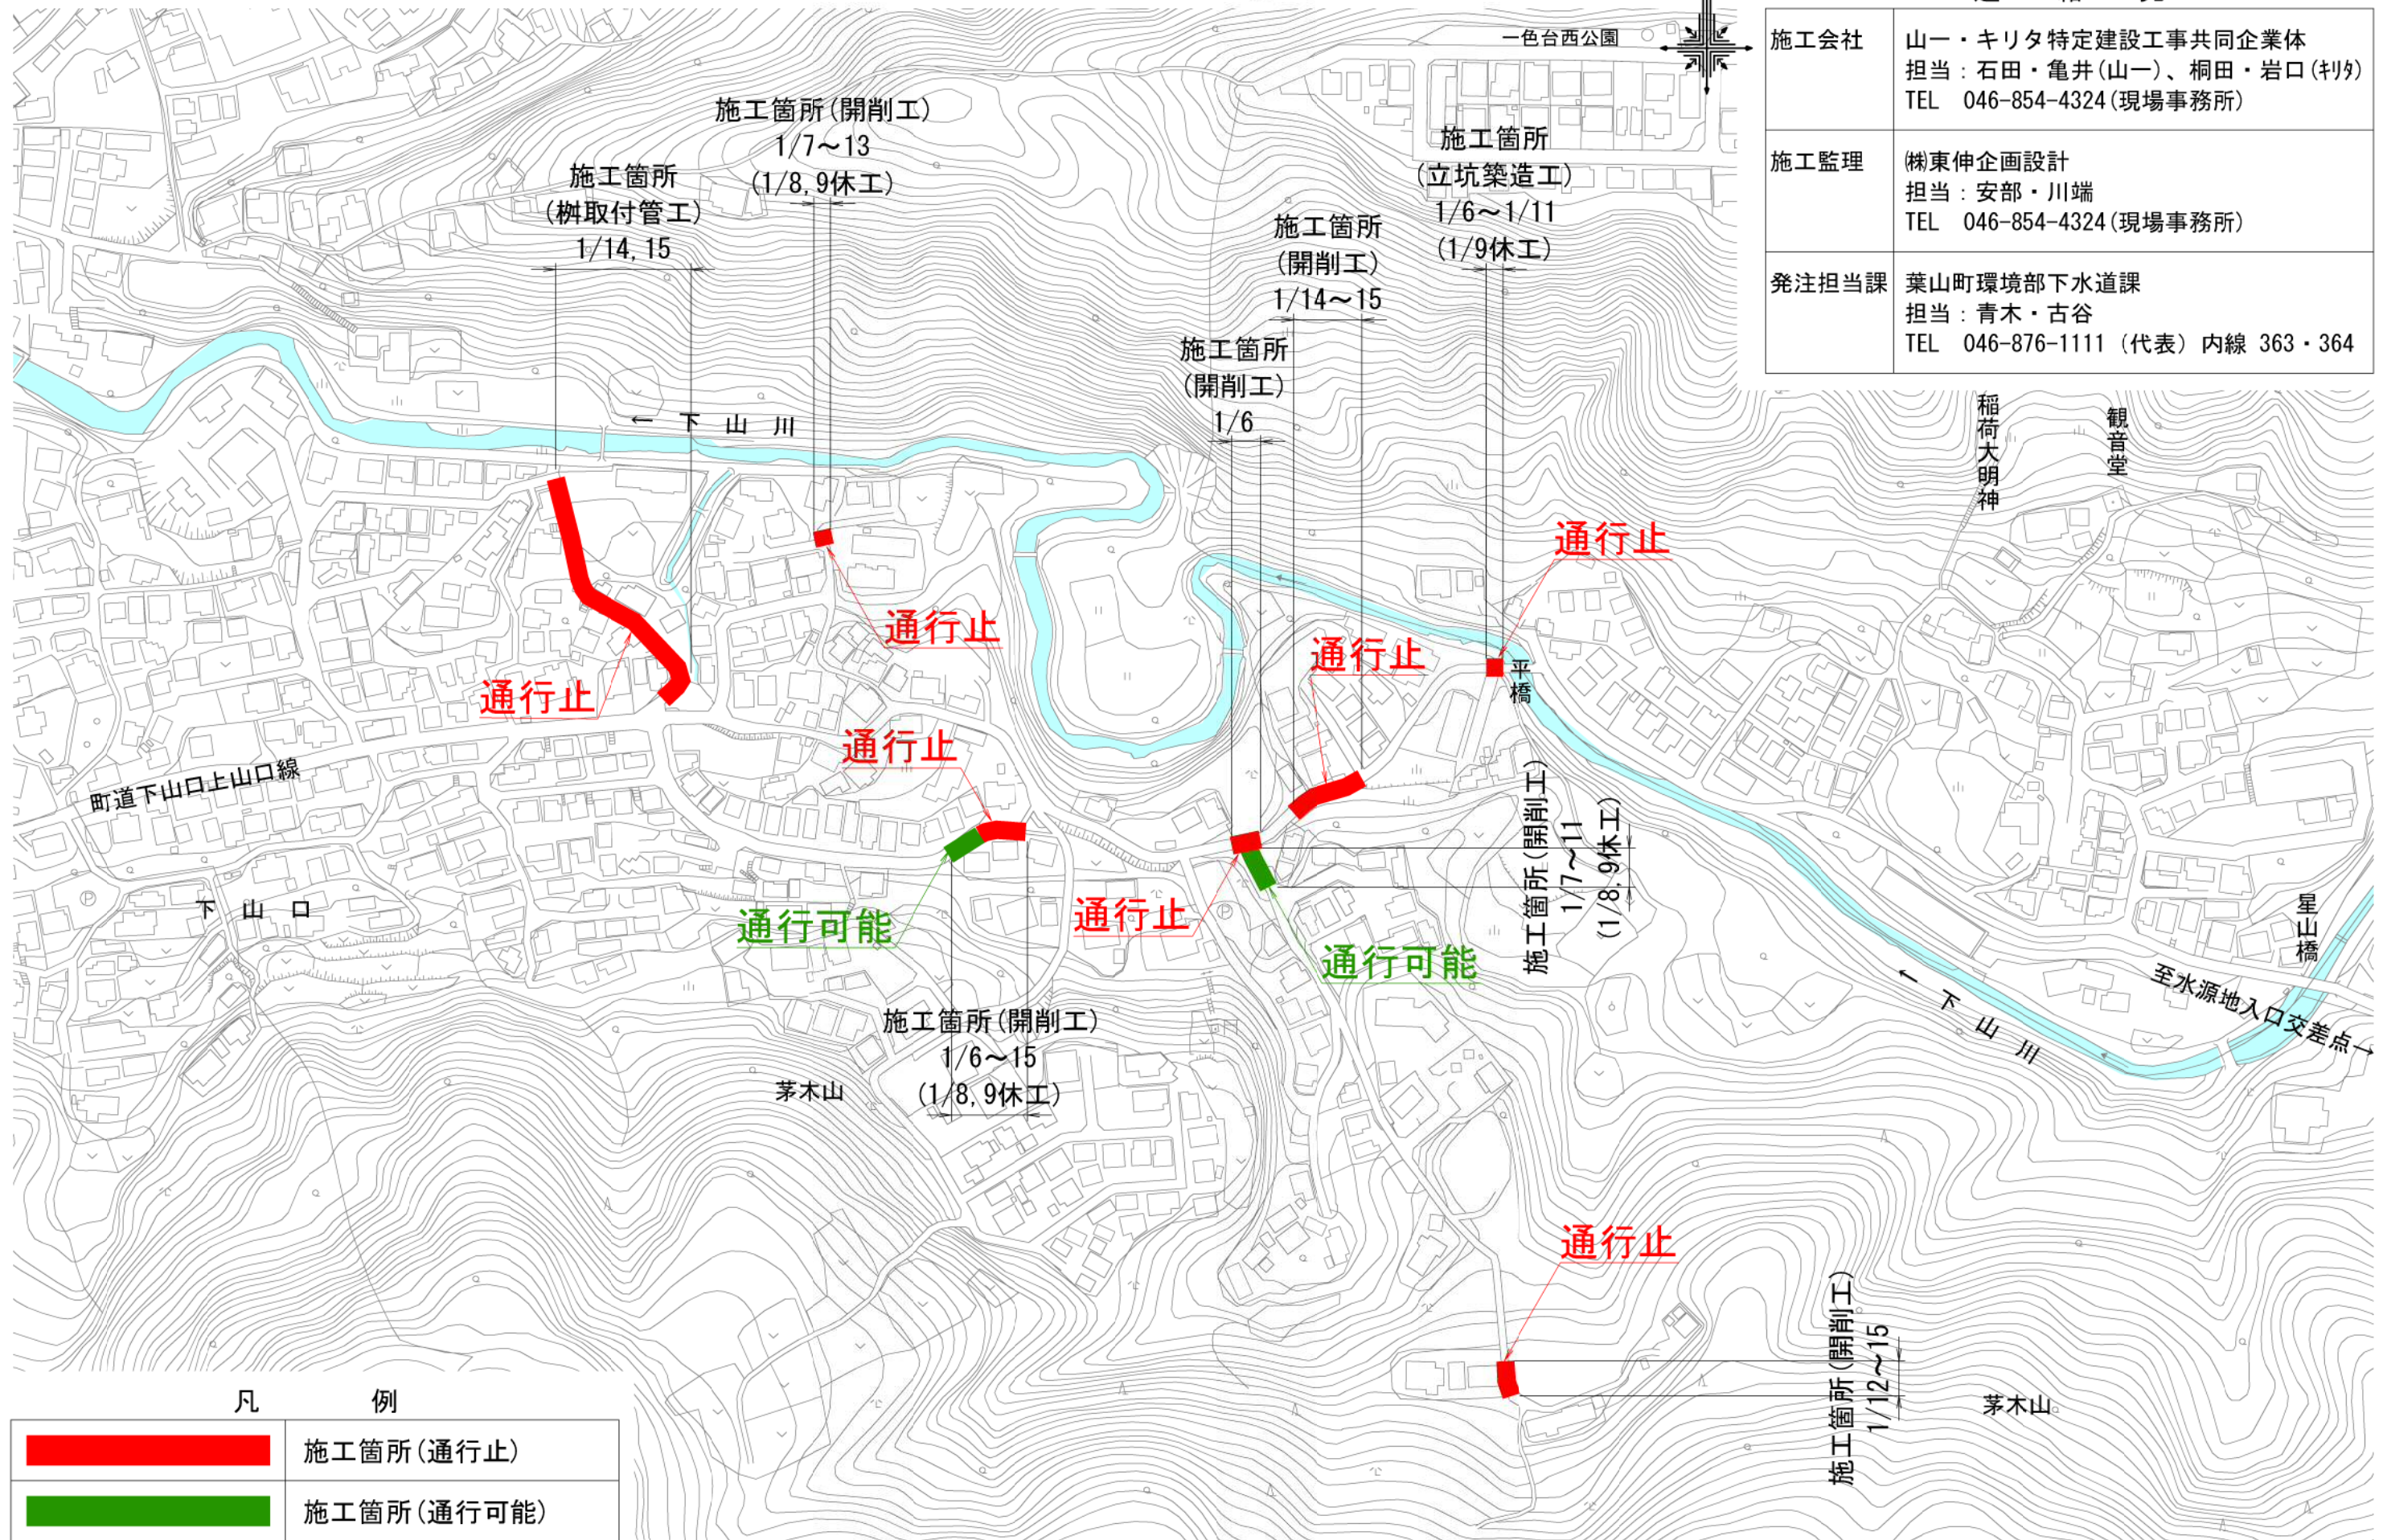 一色台西公園
施工会社
山一・キリタ特定建設工事共同企業体
担当：石田・亀井(山一)、桐田・岩口(ｷﾘﾀ)
TEL 046-854-4324(現場事務所)
施工監理
㈱東伸企画設計
担当：安部・川端
TEL 046-854-4324(現場事務所)
発注担当課
葉山町環境部下水道課
担当：青木・古谷
TEL 046-876-1111（代表）内線 363・364
施工箇所(開削工)
1/7～13
(1/8,9休工)
施工箇所
(桝取付管工)
1/14,15
施工箇所
(立坑築造工)
1/6～1/11
(1/9休工)
施工箇所
(開削工)
1/14～15
施工箇所
(開削工)
1/6
← 下 山 川
稲荷大明神
観音堂
通行止
通行止
通行止
通行止
平橋
通行止
町道下山口上山口線
施工箇所(開削工)
1/7～11
(1/8,9休工)
下 山 口
通行可能
通行止
通行可能
星山橋
至水源地入口交差点→
← 下 山 川
施工箇所(開削工)
1/6～15
(1/8,9休工)
茅木山
通行止
施工箇所(開削工)
1/12～15
茅木山
凡 例
施工箇所(通行止)
施工箇所(通行可能)